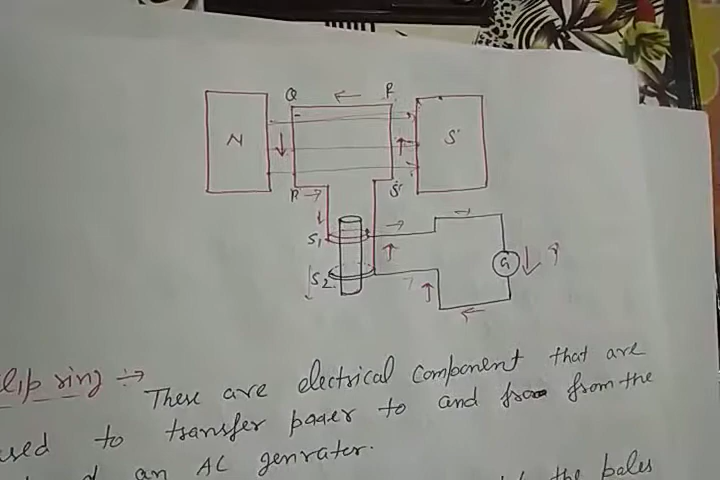 Q ← P
N
S
R → S
S1 →
S2
G
slip ring :→ These are electrical component that are
used to transfer power to and from from the
an AC genrater.
the poles